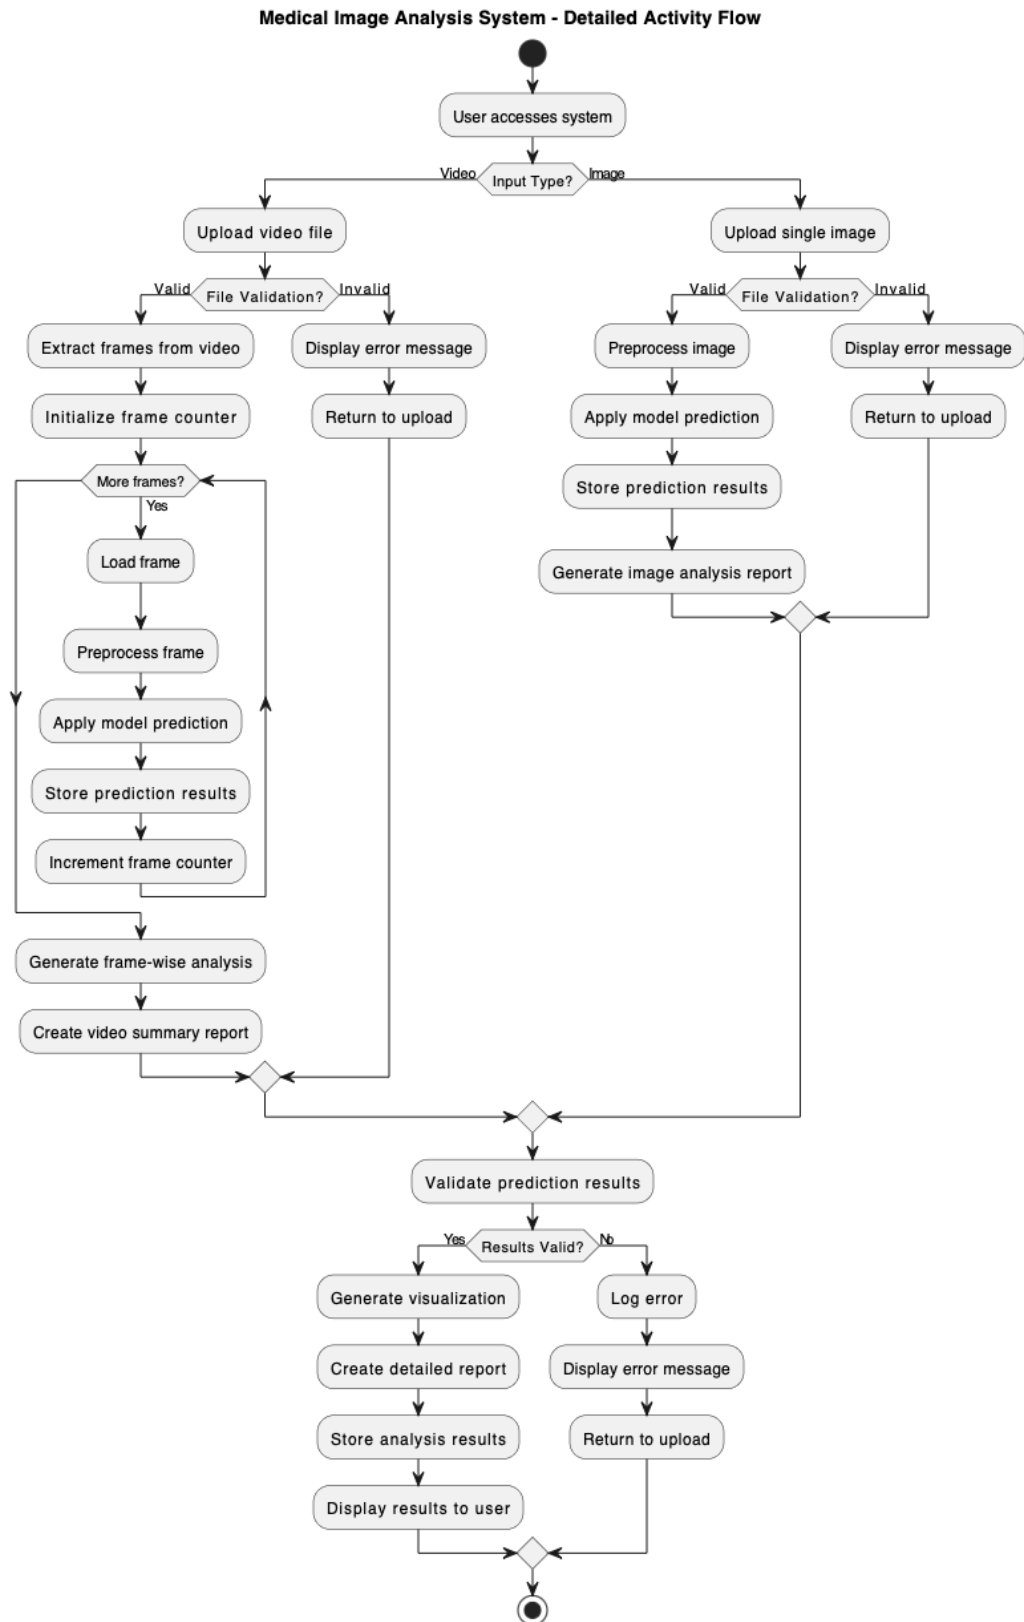 Medical Image Analysis System - Detailed Activity Flow
User accesses system
Input Type?
Video
Image
Upload video file
File Validation?
Valid
Invalid
Extract frames from video
Initialize frame counter
More frames?
Yes
Load frame
Preprocess frame
Apply model prediction
Store prediction results
Increment frame counter
Generate frame-wise analysis
Create video summary report
Display error message
Return to upload
Upload single image
File Validation?
Valid
Invalid
Preprocess image
Apply model prediction
Store prediction results
Generate image analysis report
Display error message
Return to upload
Validate prediction results
Results Valid?
Yes
No
Generate visualization
Create detailed report
Store analysis results
Display results to user
Log error
Display error message
Return to upload